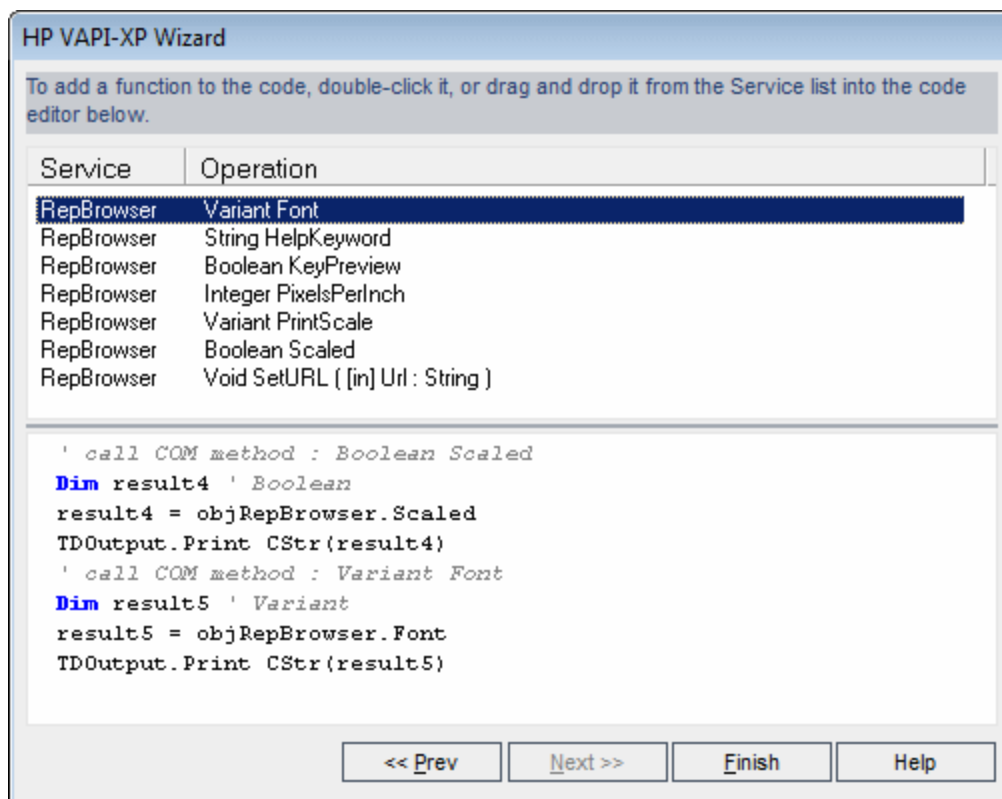 HP VAPI-XP Wizard
To add a function to the code, double-click it, or drag and drop it from the Service list into the code
editor below.
Service Operation
RepBrowser Variant Font
RepBrowser String HelpKeyword
RepBrowser Boolean KeyPreview
RepBrowser Integer PixelsPerInch
RepBrowser Variant PrintScale
RepBrowser Boolean Scaled
RepBrowser Void SetURL ( [in] Url : String )
' call COM method : Boolean Scaled
Dim result4 ' Boolean
result4 = objRepBrowser.Scaled
TDOutput.Print CStr(result4)
' call COM method : Variant Font
Dim result5 ' Variant
result5 = objRepBrowser.Font
TDOutput.Print CStr(result5)
<< Prev Next >> Finish Help